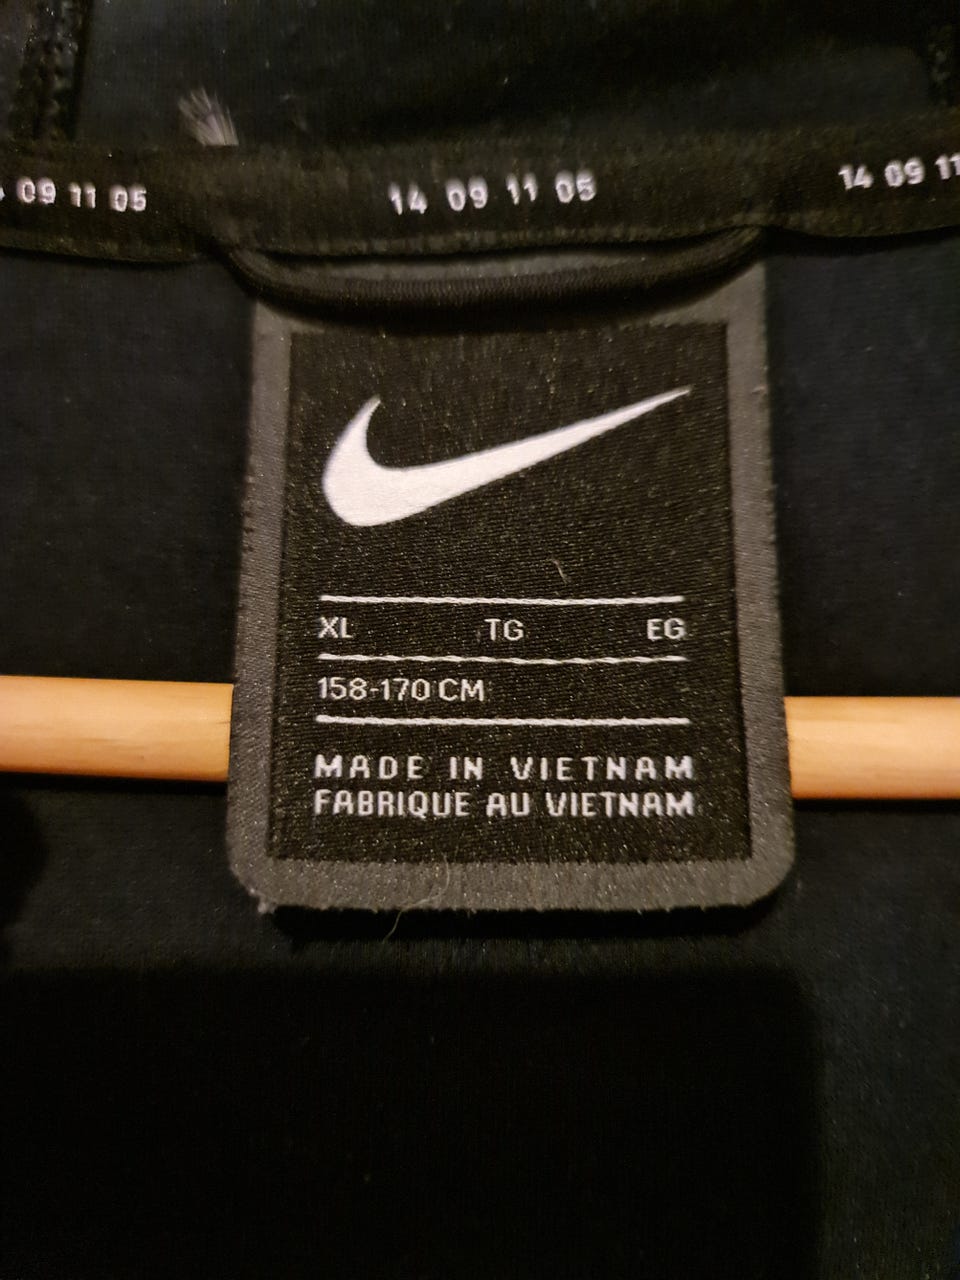 09 11 05
14 09 11 05
14 09 11
XL TG EG
158-170 CM
MADE IN VIETNAM
FABRIQUE AU VIETNAM